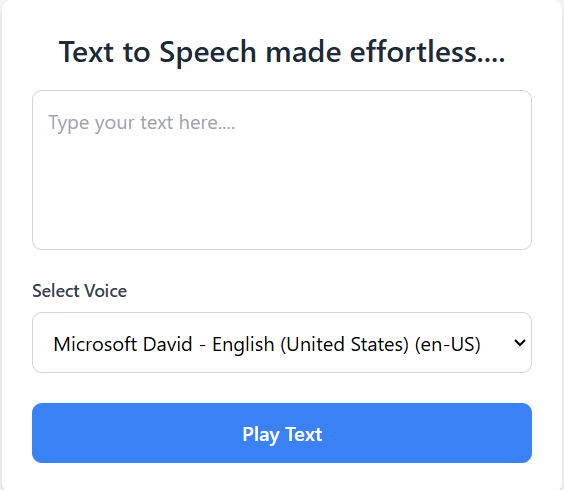 Text to Speech made effortless....
Type your text here....
Select Voice
Microsoft David - English (United States) (en-US)
Play Text